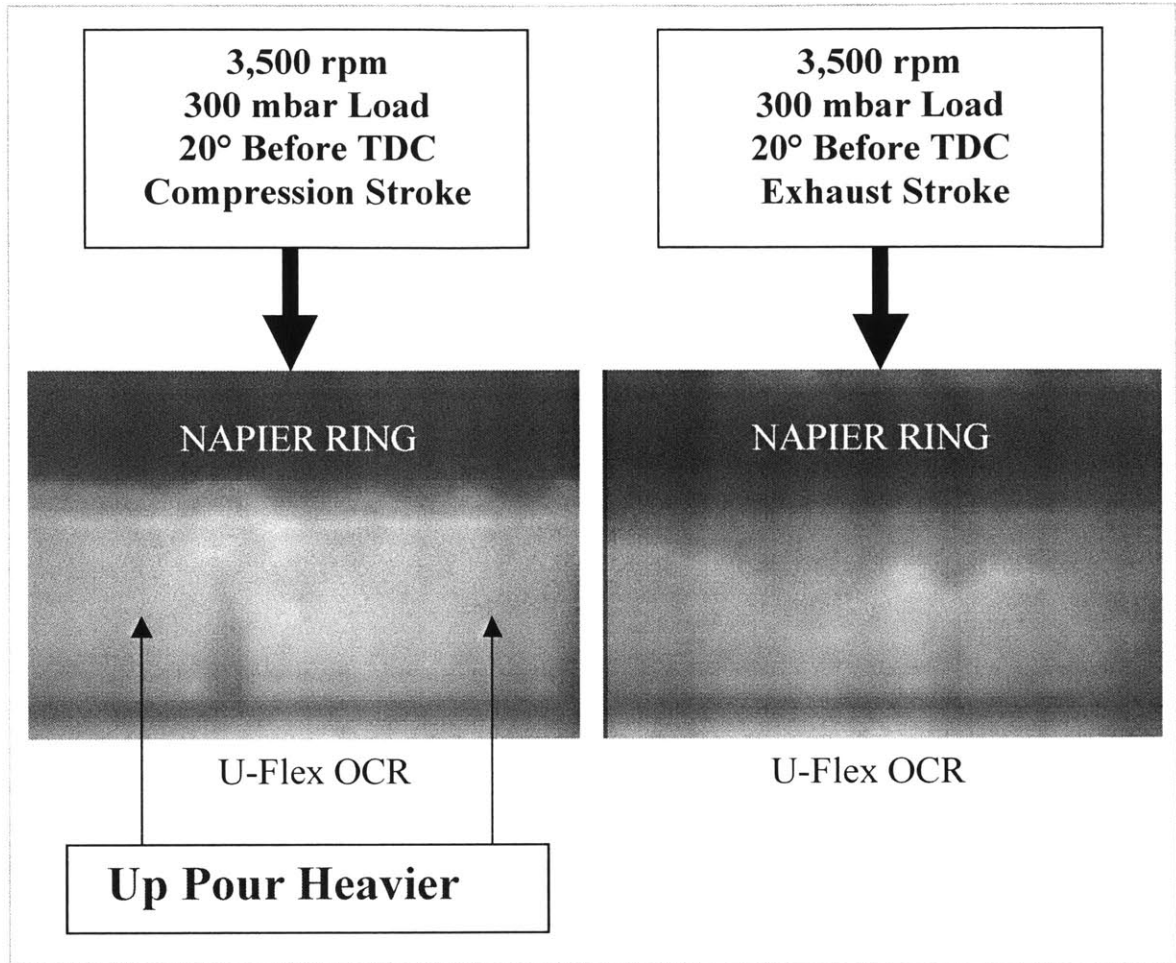 3,500 rpm
300 mbar Load
20° Before TDC
Compression Stroke
3,500 rpm
300 mbar Load
20° Before TDC
Exhaust Stroke
NAPIER RING
NAPIER RING
U-Flex OCR
U-Flex OCR
Up Pour Heavier